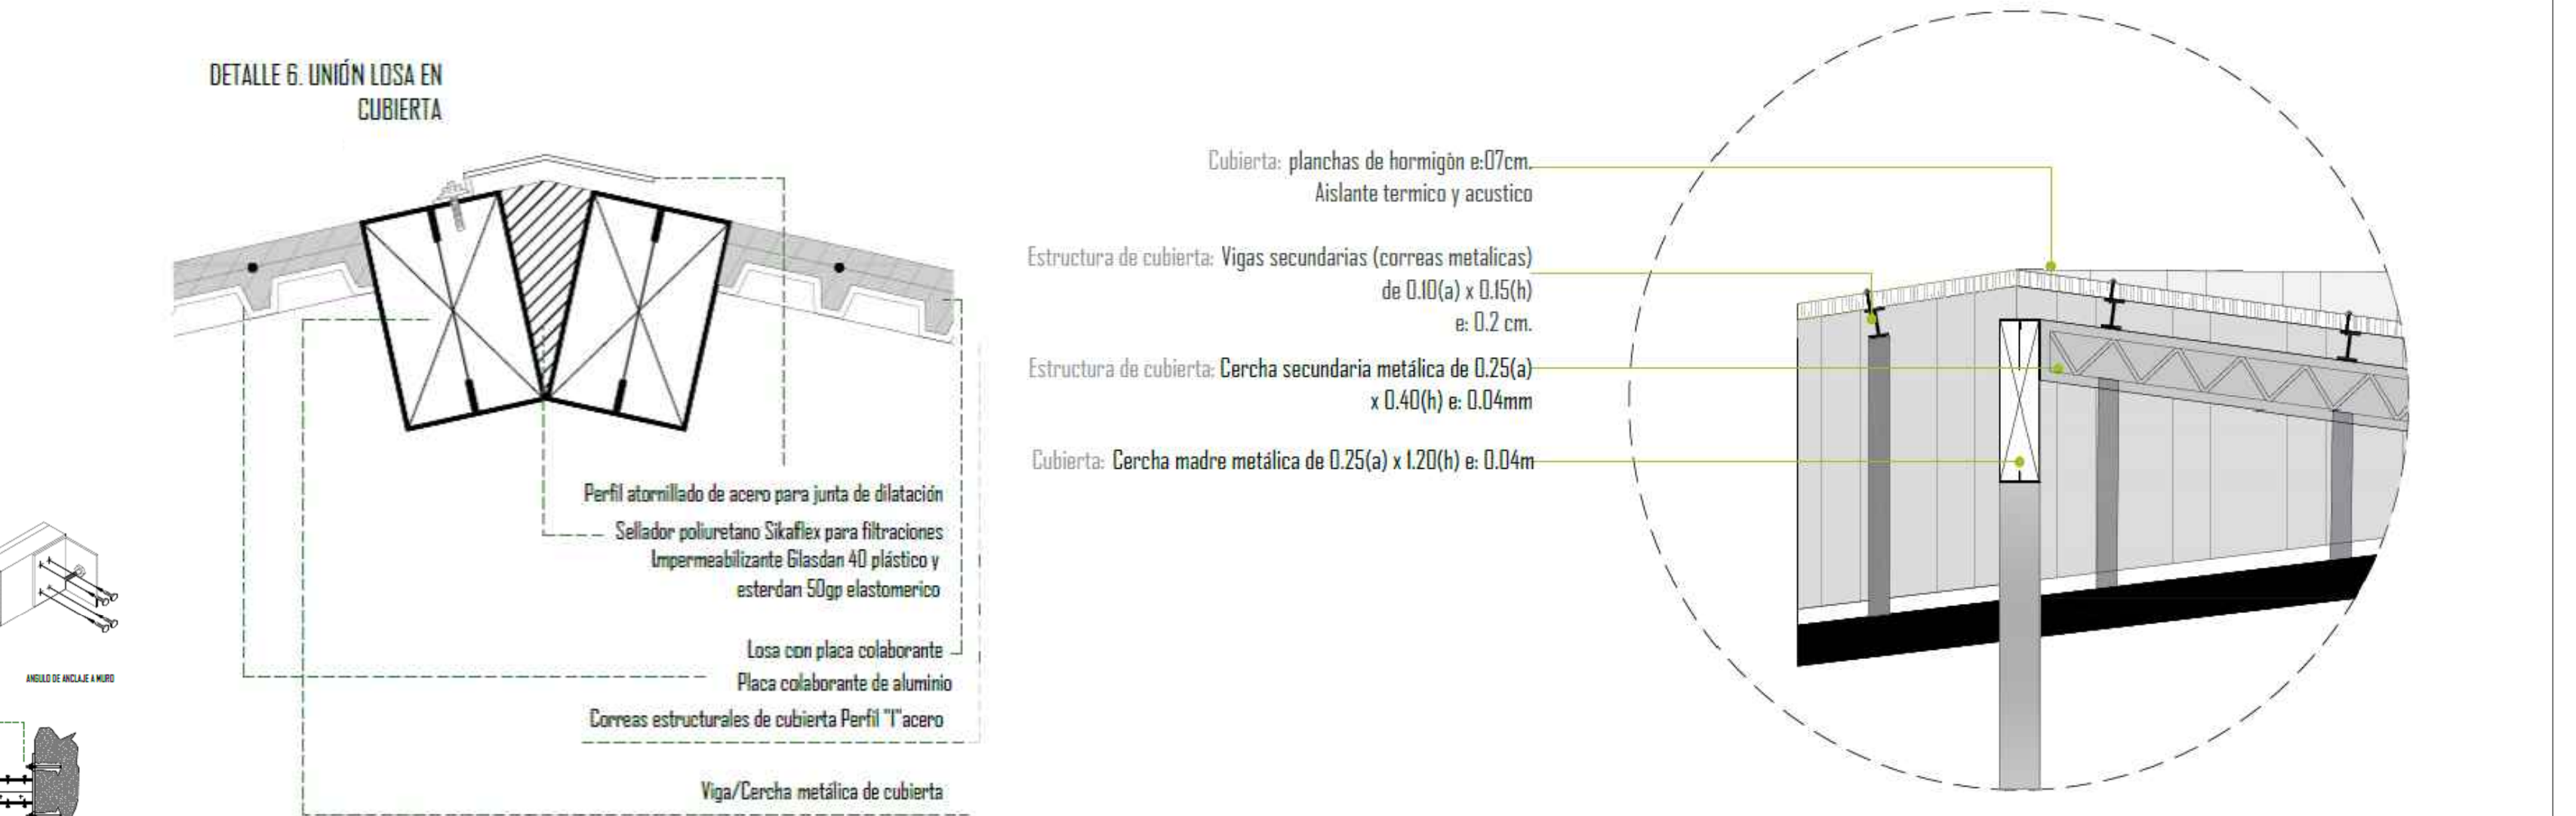 DETALLE 6. UNIÓN LOSA EN
CUBIERTA
Perfil atornillado de acero para junta de dilatación
Sellador poliuretano Sikaflex para filtraciones
Impermeabilizante Glasdan 40 plástico y
esterdan 50gp elastomerico
Losa con placa colaborante
Placa colaborante de aluminio
Correas estructurales de cubierta Perfil "I"acero
Viga/Cercha metálica de cubierta
ANGULO DE ANCLAJE A MURO
Cubierta: planchas de hormigón e:07cm.
Aislante termico y acustico
Estructura de cubierta: Vigas secundarias (correas metalicas)
de 0.10(a) x 0.15(h)
e: 0.2 cm.
Estructura de cubierta: Cercha secundaria metálica de 0.25(a)
x 0.40(h) e: 0.04mm
Cubierta: Cercha madre metálica de 0.25(a) x 1.20(h) e: 0.04m